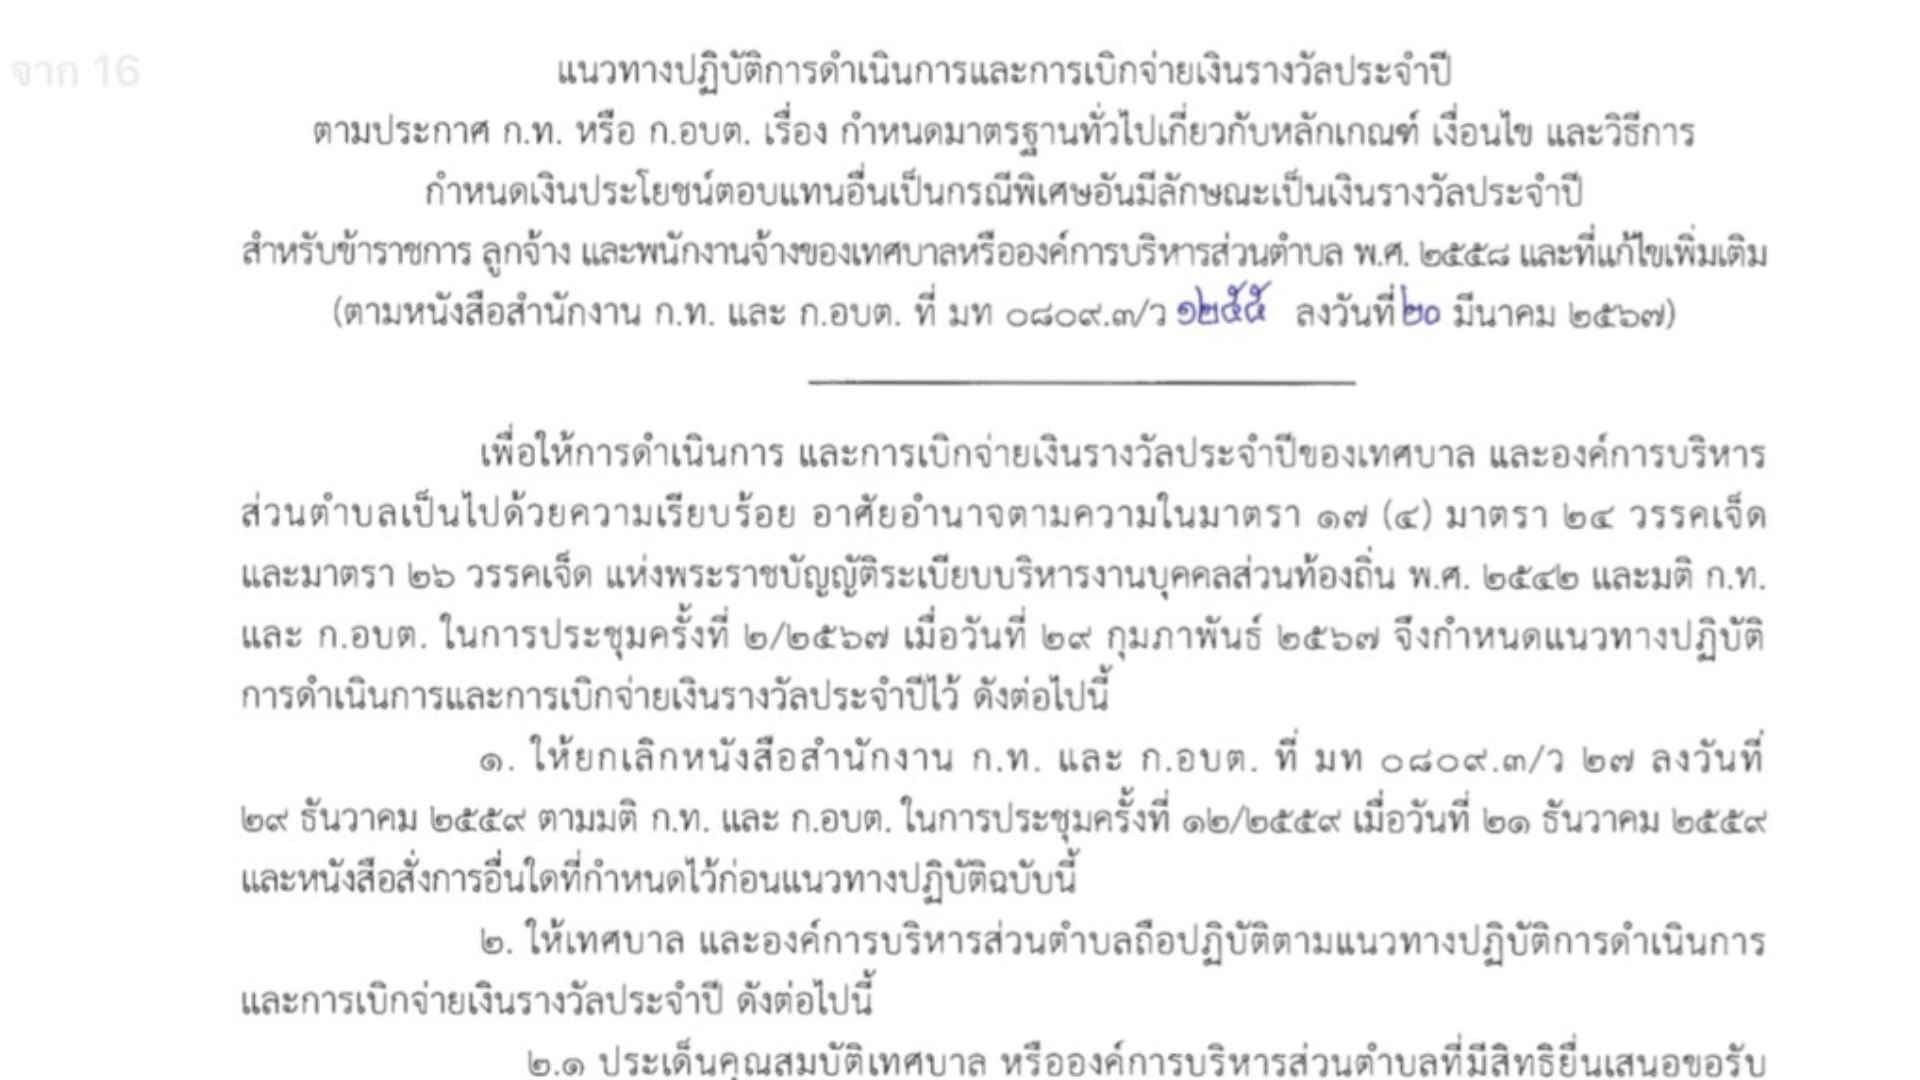 จาก 16
แนวทางปฏิบัติการดำเนินการและการเบิกจ่ายเงินรางวัลประจำปี
ตามประกาศ ก.ท. หรือ ก.อบต. เรื่อง กำหนดมาตรฐานทั่วไปเกี่ยวกับหลักเกณฑ์ เงื่อนไข และวิธีการ
กำหนดเงินประโยชน์ตอบแทนอื่นเป็นกรณีพิเศษอันมีลักษณะเป็นเงินรางวัลประจำปี
สำหรับข้าราชการ ลูกจ้าง และพนักงานจ้างของเทศบาลหรือองค์การบริหารส่วนตำบล พ.ศ. ๒๕๕๘ และที่แก้ไขเพิ่มเติม
(ตามหนังสือสำนักงาน ก.ท. และ ก.อบต. ที่ มท ๐๘๐๙.๓/ว ๑๒๕๕ ลงวันที่ ๒๐ มีนาคม ๒๕๖๗)
เพื่อให้การดำเนินการ และการเบิกจ่ายเงินรางวัลประจำปีของเทศบาล และองค์การบริหาร
ส่วนตำบลเป็นไปด้วยความเรียบร้อย อาศัยอำนาจตามความในมาตรา ๑๗ (๔) มาตรา ๒๔ วรรคเจ็ด
และมาตรา ๒๖ วรรคเจ็ด แห่งพระราชบัญญัติระเบียบบริหารงานบุคคลส่วนท้องถิ่น พ.ศ. ๒๕๔๒ และมติ ก.ท.
และ ก.อบต. ในการประชุมครั้งที่ ๒/๒๕๖๗ เมื่อวันที่ ๒๙ กุมภาพันธ์ ๒๕๖๗ จึงกำหนดแนวทางปฏิบัติ
การดำเนินการและการเบิกจ่ายเงินรางวัลประจำปีไว้ ดังต่อไปนี้
๑. ให้ยกเลิกหนังสือสำนักงาน ก.ท. และ ก.อบต. ที่ มท ๐๘๐๙.๓/ว ๒๗ ลงวันที่
๒๙ ธันวาคม ๒๕๕๙ ตามมติ ก.ท. และ ก.อบต. ในการประชุมครั้งที่ ๑๒/๒๕๕๙ เมื่อวันที่ ๒๑ ธันวาคม ๒๕๕๙
และหนังสือสั่งการอื่นใดที่กำหนดไว้ก่อนแนวทางปฏิบัติฉบับนี้
๒. ให้เทศบาล และองค์การบริหารส่วนตำบลถือปฏิบัติตามแนวทางปฏิบัติการดำเนินการ
และการเบิกจ่ายเงินรางวัลประจำปี ดังต่อไปนี้
๒.๑ ประเด็นคุณสมบัติเทศบาล หรือองค์การบริหารส่วนตำบลที่มีสิทธิยื่นเสนอขอรับ